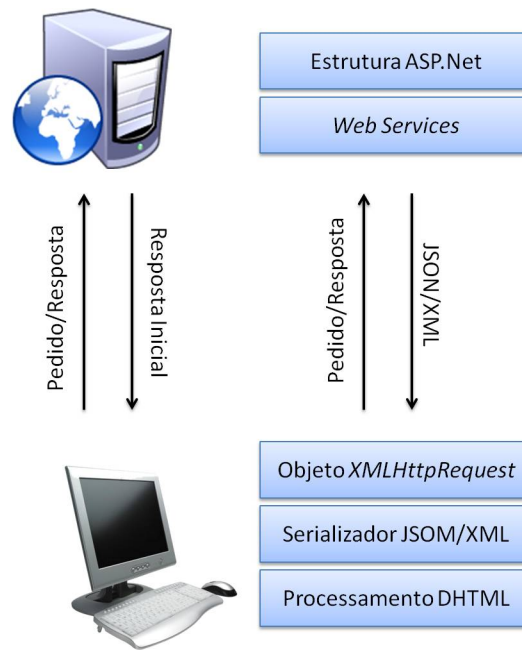 Estrutura ASP.Net
Web Services
Pedido/Resposta
Resposta Inicial
Pedido/Resposta
JSON/XML
Objeto XMLHttpRequest
Serializador JSOM/XML
Processamento DHTML